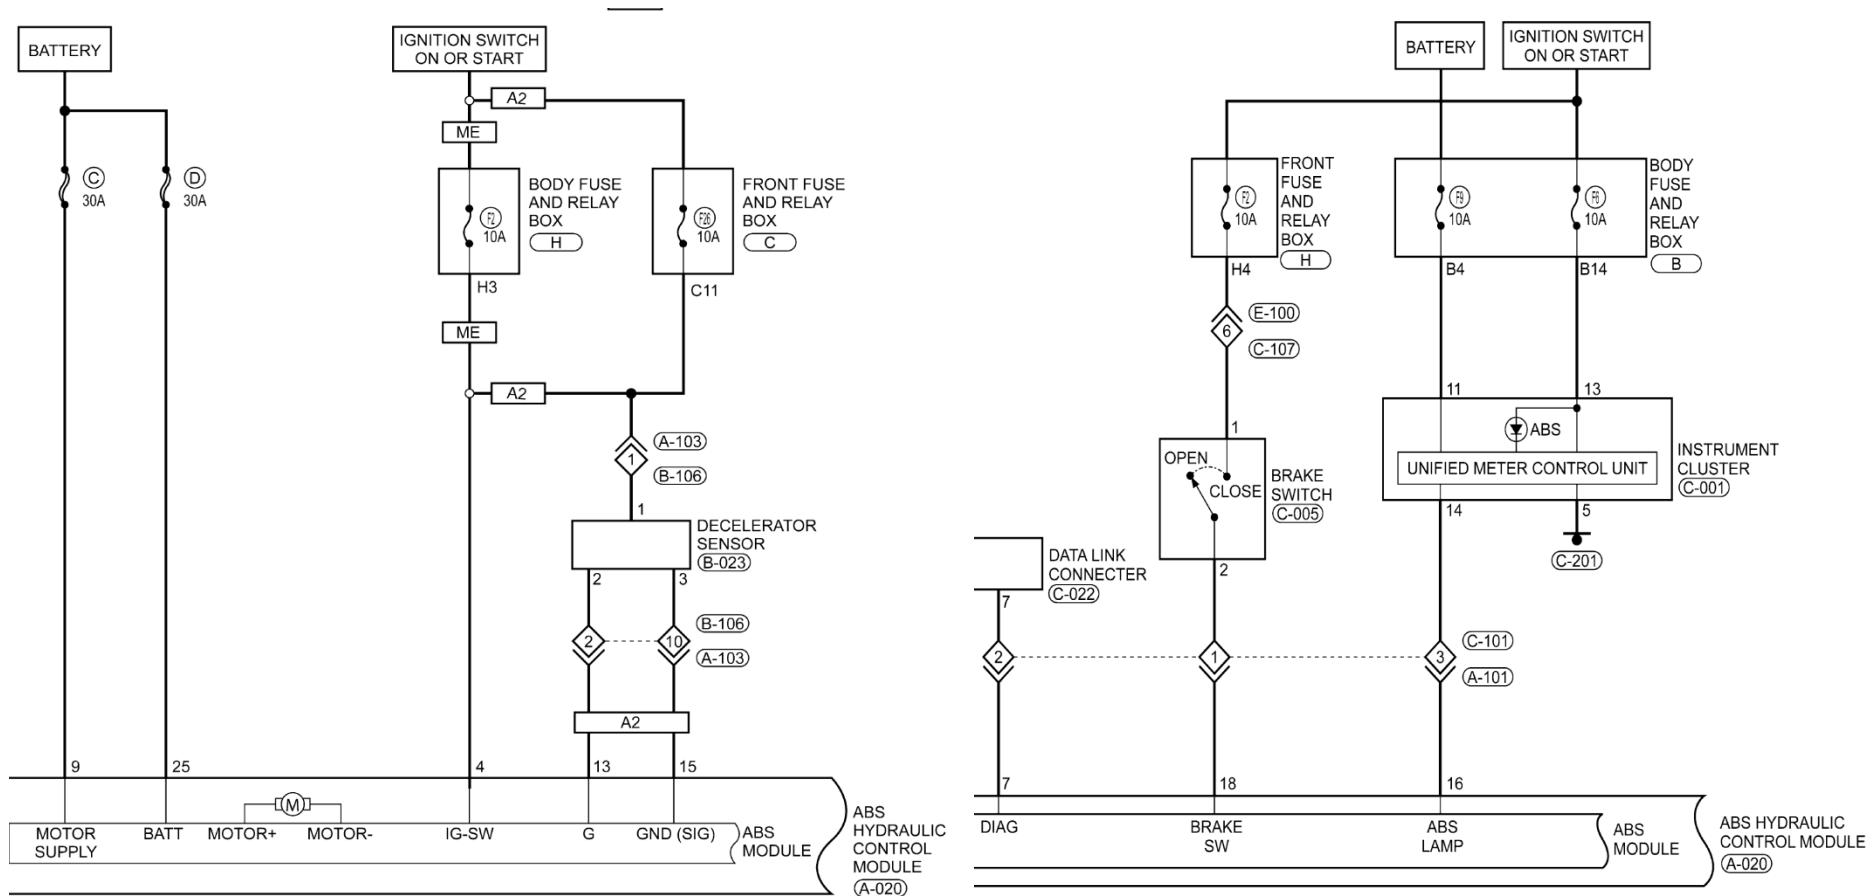 BATTERY
IGNITION SWITCH
ON OR START
A2
ME
C
30A
D
30A
F2
10A
BODY FUSE
AND RELAY
BOX
H
F26
10A
FRONT FUSE
AND RELAY
BOX
C
H3
C11
ME
A2
A-103
1
B-106
1
DECELERATOR
SENSOR
B-023
2
3
B-106
2
10
A-103
A2
9
25
4
13
15
M
MOTOR
SUPPLY
BATT
MOTOR+
MOTOR-
IG-SW
G
GND (SIG)
ABS
MODULE
ABS
HYDRAULIC
CONTROL
MODULE
A-020
BATTERY
IGNITION SWITCH
ON OR START
F2
10A
FRONT
FUSE
AND
RELAY
BOX
H
F9
10A
F6
10A
BODY
FUSE
AND
RELAY
BOX
B
H4
B4
B14
E-100
6
C-107
11
13
1
OPEN
CLOSE
BRAKE
SWITCH
C-005
ABS
UNIFIED METER CONTROL UNIT
INSTRUMENT
CLUSTER
C-001
14
5
C-201
DATA LINK
CONNECTER
C-022
7
2
2
1
3
C-101
A-101
7
18
16
DIAG
BRAKE
SW
ABS
LAMP
ABS
MODULE
ABS HYDRAULIC
CONTROL MODULE
A-020